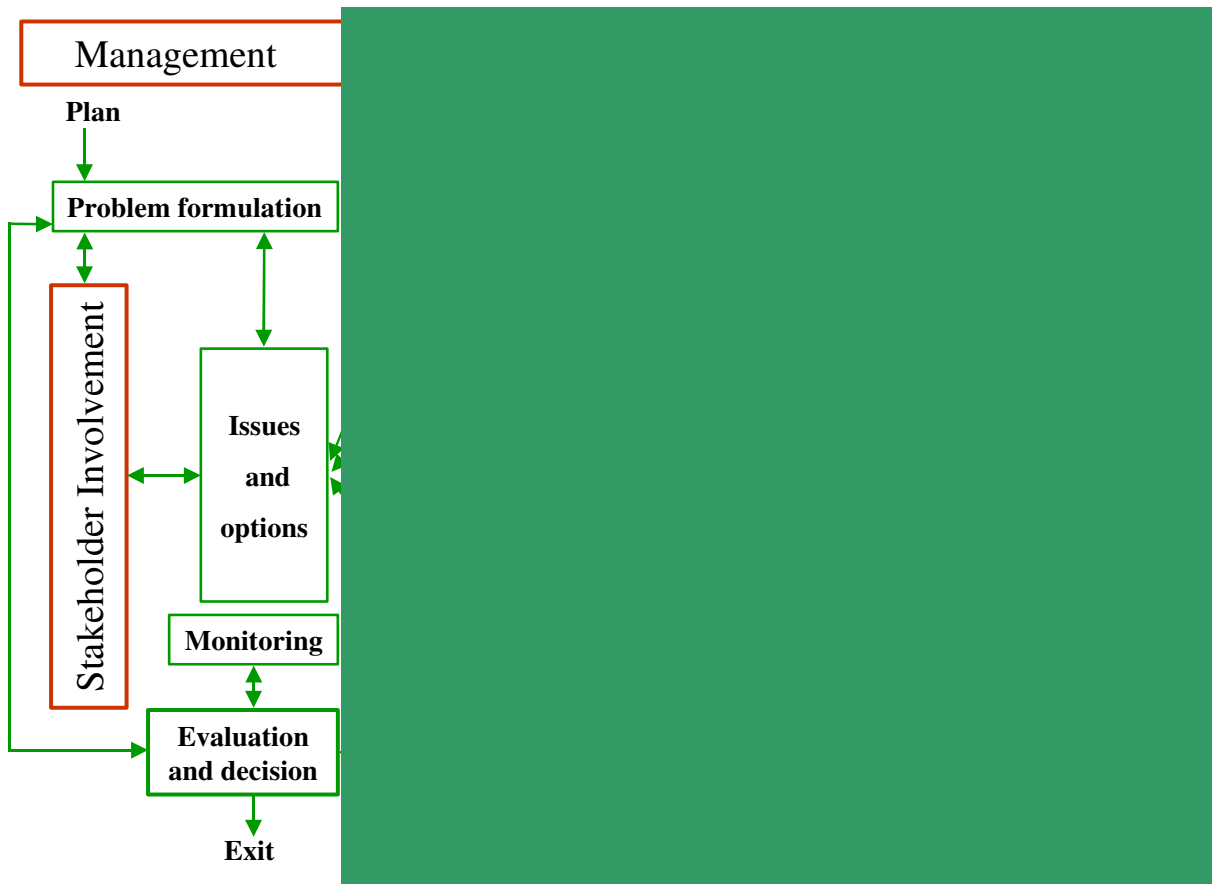 Management
Plan
Problem formulation
Stakeholder Involvement
Issues
and
options
Monitoring
Evaluation
and decision
Exit